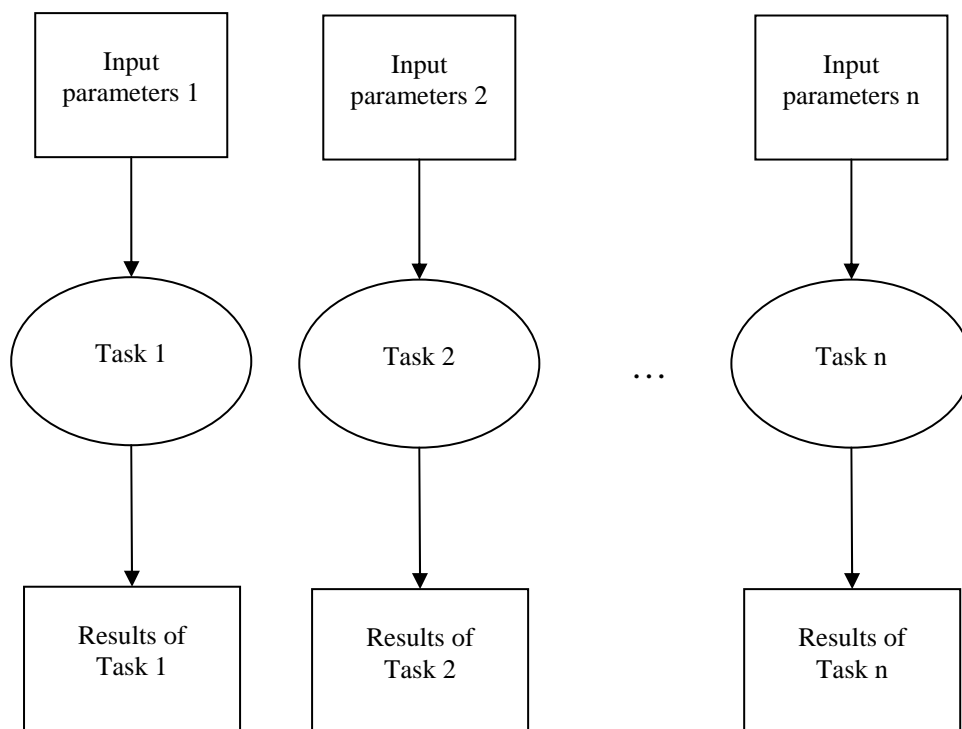 Input
parameters 1
Input
parameters 2
Input
parameters n
Task 1
Task 2
…
Task n
Results of
Task 1
Results of
Task 2
Results of
Task n